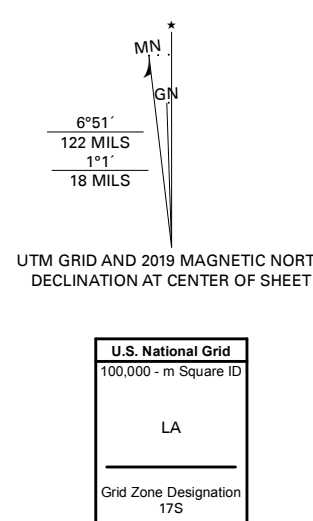 MN
GN
6°51´
122 MILS
1°1´
18 MILS
UTM GRID AND 2019 MAGNETIC NORT
DECLINATION AT CENTER OF SHEET
U.S. National Grid
100,000 - m Square ID
LA
Grid Zone Designation
17S